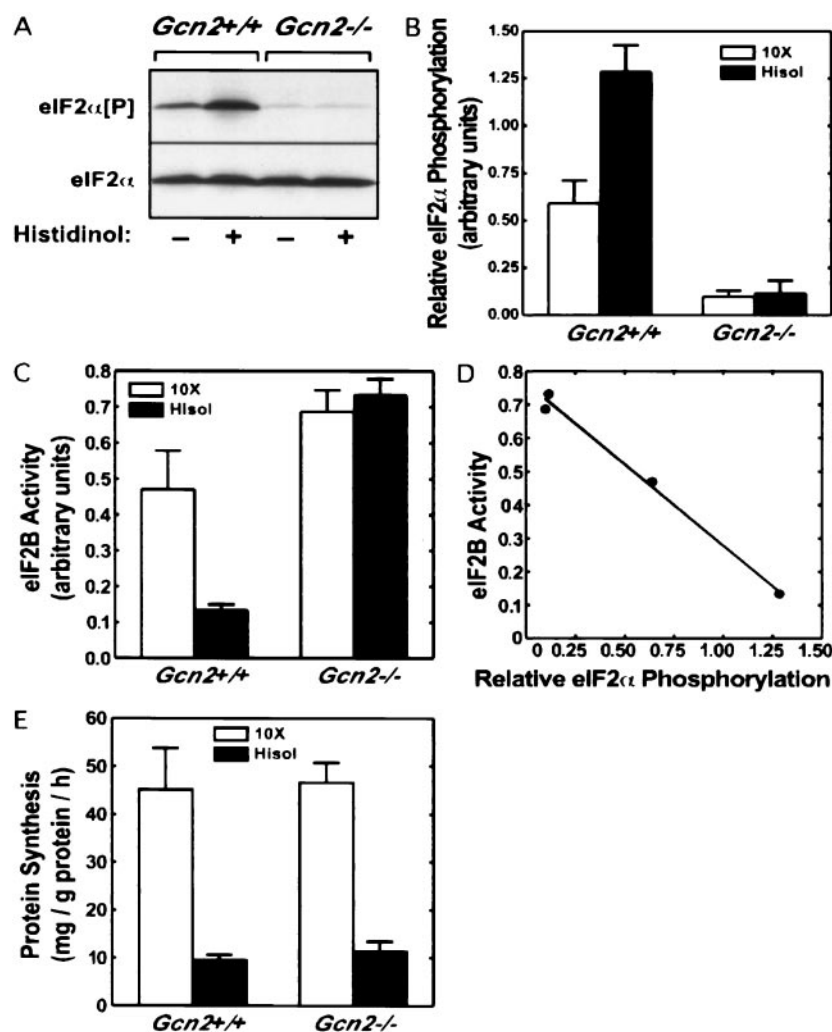 A
Gcn2+/+ Gcn2-/-
eIF2α[P]
eIF2α
Histidinol: − + − +
B
Relative eIF2α Phosphorylation
(arbitrary units)
1.50
1.25
1.00
0.75
0.50
0.25
0.00
10X
Hisol
Gcn2+/+ Gcn2-/-
C
eIF2B Activity
(arbitrary units)
0.8
0.7
0.6
0.5
0.4
0.3
0.2
0.1
0.0
10X
Hisol
Gcn2+/+ Gcn2-/-
D
eIF2B Activity
0.8
0.7
0.6
0.5
0.4
0.3
0.2
0.1
0 0.25 0.50 0.75 1.00 1.25 1.50
Relative eIF2α Phosphorylation
E
Protein Synthesis
(mg / g protein / h)
60
50
40
30
20
10
0
10X
Hisol
Gcn2+/+ Gcn2-/-